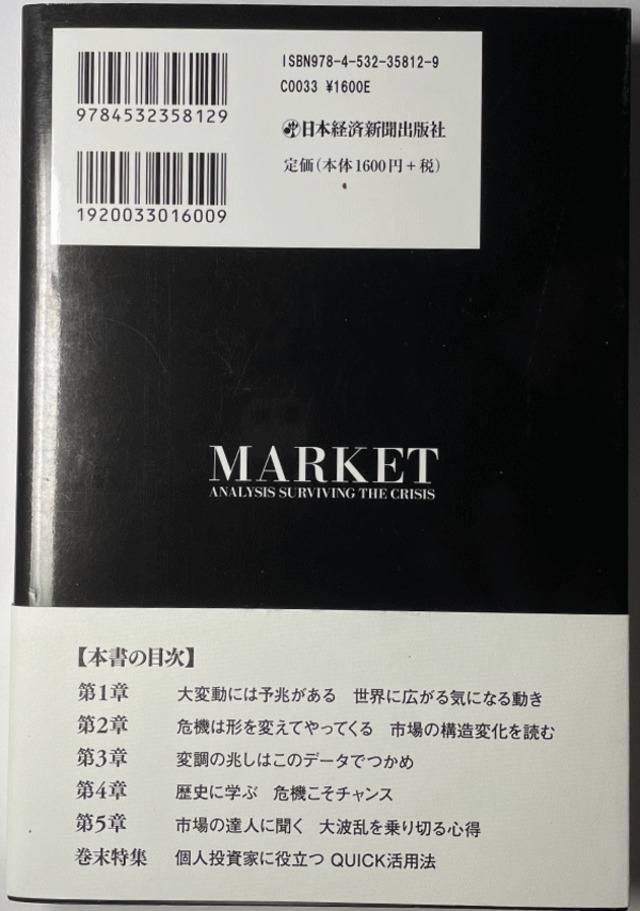 ISBN978-4-532-35812-9
C0033 ¥1600E
9784532358129
日本経済新聞出版社
定価(本体1600円+税)
1920033016009
MARKET
ANALYSIS SURVIVING THE CRISIS
【本書の目次】
第1章 大変動には予兆がある 世界に広がる気になる動き
第2章 危機は形を変えてやってくる 市場の構造変化を読む
第3章 変調の兆しはこのデータでつかめ
第4章 歴史に学ぶ 危機こそチャンス
第5章 市場の達人に聞く 大波乱を乗り切る心得
巻末特集 個人投資家に役立つ QUICK活用法